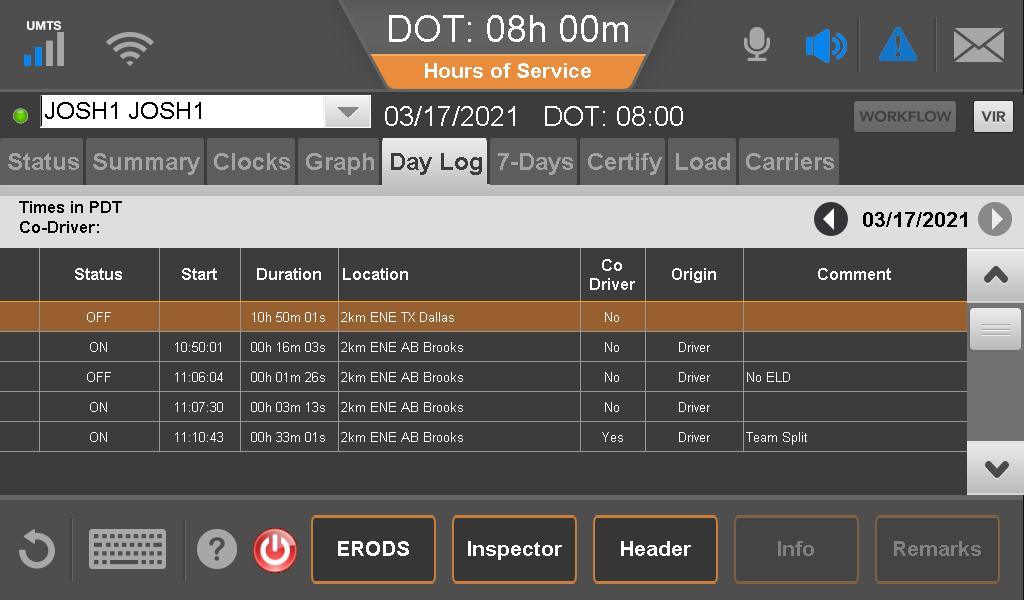 UMTS
DOT: 08h 00m
Hours of Service
JOSH1 JOSH1
03/17/2021 DOT: 08:00
WORKFLOW
VIR
Status Summary Clocks Graph Day Log 7-Days Certify Load Carriers
Times in PDT
Co-Driver:
03/17/2021
Status Start Duration Location Co Driver Origin Comment
OFF 10h 50m 01s 2km ENE TX Dallas No
ON 10:50:01 00h 16m 03s 2km ENE AB Brooks No Driver
OFF 11:06:04 00h 01m 26s 2km ENE AB Brooks No Driver No ELD
ON 11:07:30 00h 03m 13s 2km ENE AB Brooks No Driver
ON 11:10:43 00h 33m 01s 2km ENE AB Brooks Yes Driver Team Split
? ERODS Inspector Header Info Remarks